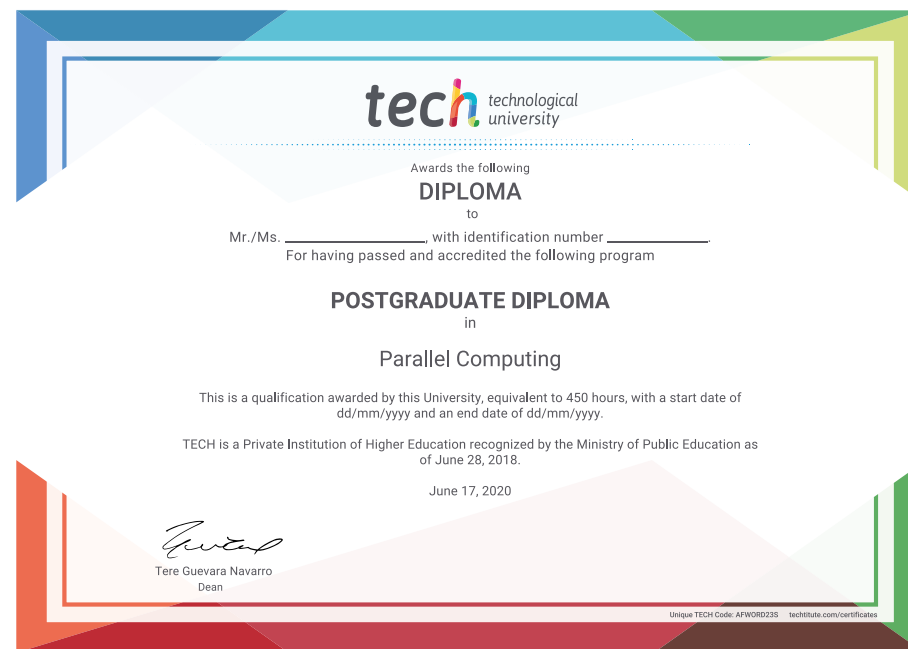 tech technological
university
Awards the following
DIPLOMA
to
Mr./Ms. ____________________, with identification number ______________.
For having passed and accredited the following program
POSTGRADUATE DIPLOMA
in
Parallel Computing
This is a qualification awarded by this University, equivalent to 450 hours, with a start date of
dd/mm/yyyy and an end date of dd/mm/yyyy.
TECH is a Private Institution of Higher Education recognized by the Ministry of Public Education as
of June 28, 2018.
June 17, 2020
Tere Guevara Navarro
Dean
Unique TECH Code: AFWORD23S techtitute.com/certificates